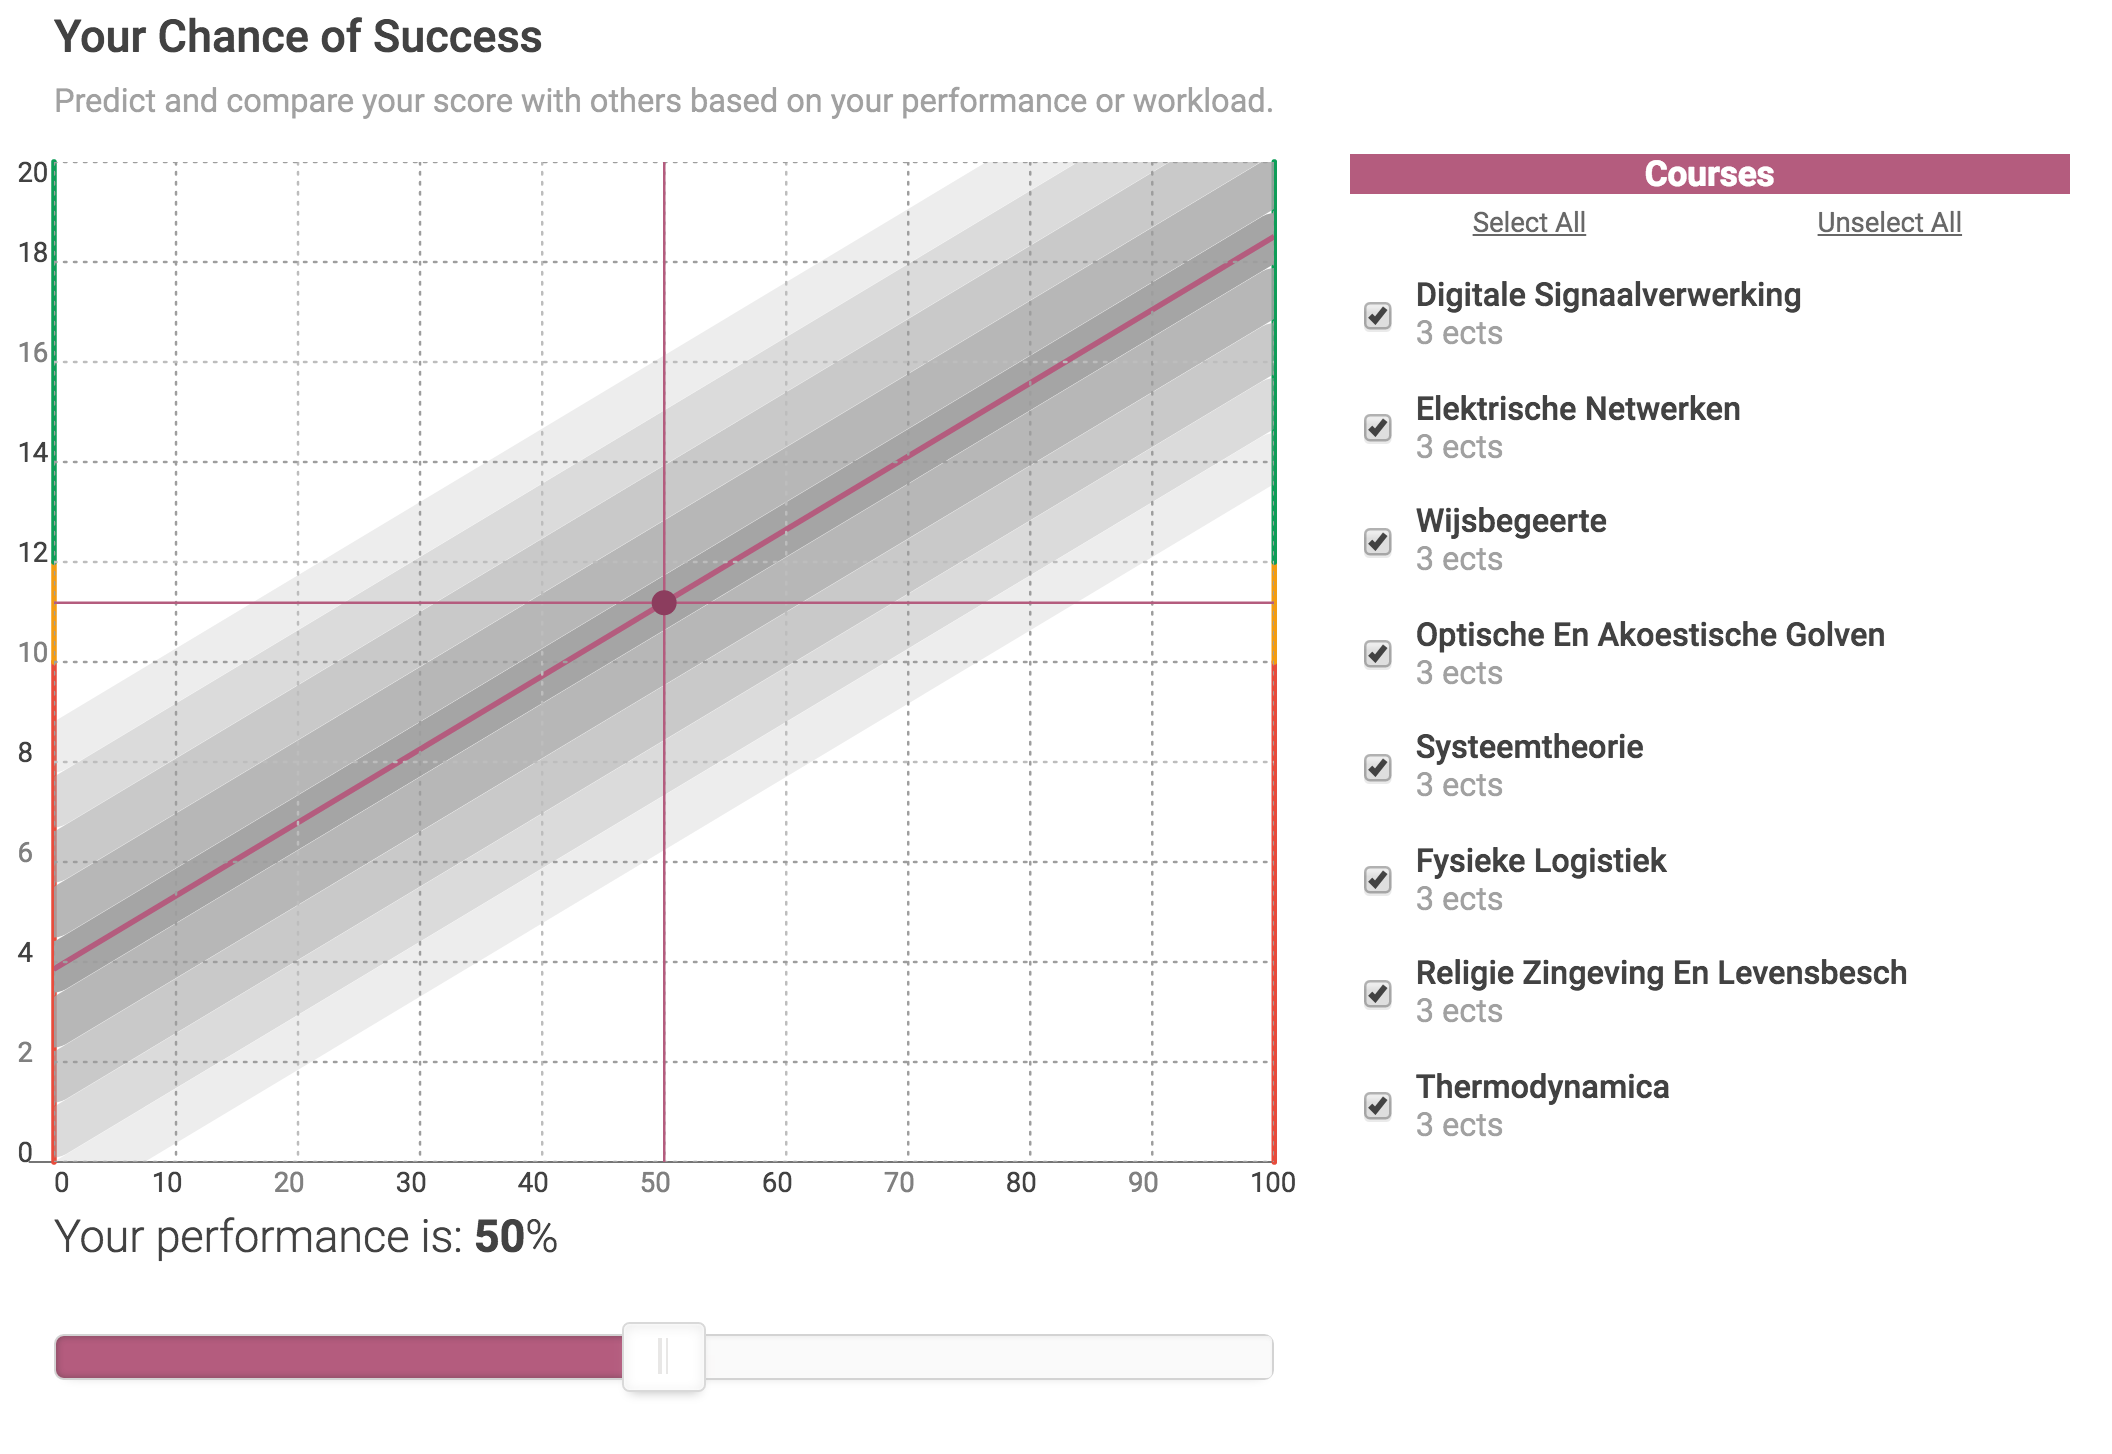 Your Chance of Success
Predict and compare your score with others based on your performance or workload.
20
18
16
14
12
10
8
6
4
2
0
0 10 20 30 40 50 60 70 80 90 100
Your performance is: 50%
Courses
Select All Unselect All
Digitale Signaalverwerking
3 ects
Elektrische Netwerken
3 ects
Wijsbegeerte
3 ects
Optische En Akoestische Golven
3 ects
Systeemtheorie
3 ects
Fysieke Logistiek
3 ects
Religie Zingeving En Levensbesch
3 ects
Thermodynamica
3 ects